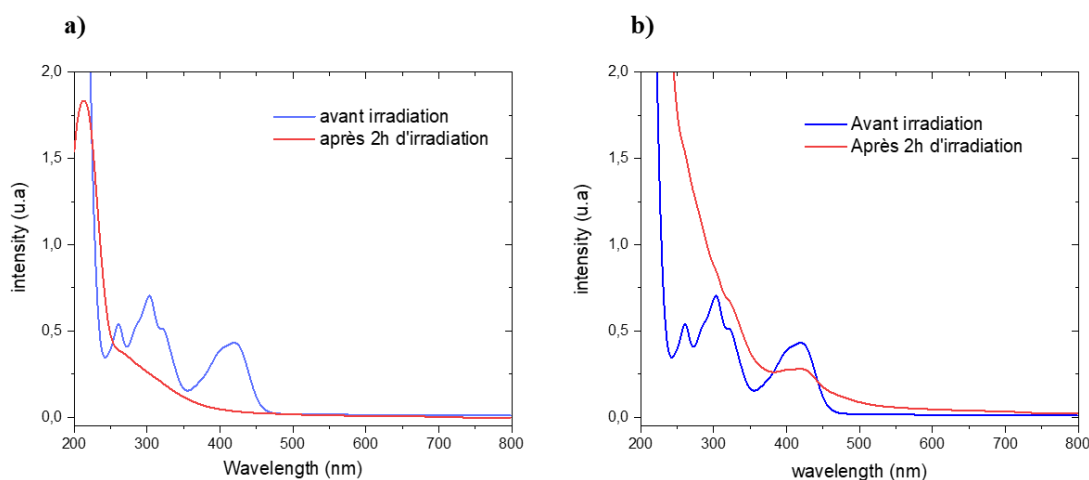 a)
2,0
1,5
1,0
0,5
0,0
intensity (u.a)
avant irradiation
après 2h d'irradiation
200 300 400 500 600 700 800
Wavelength (nm)
b)
2,0
1,5
1,0
0,5
0,0
intensity (u.a)
Avant irradiation
Après 2h d'irradiation
200 300 400 500 600 700 800
wavelength (nm)